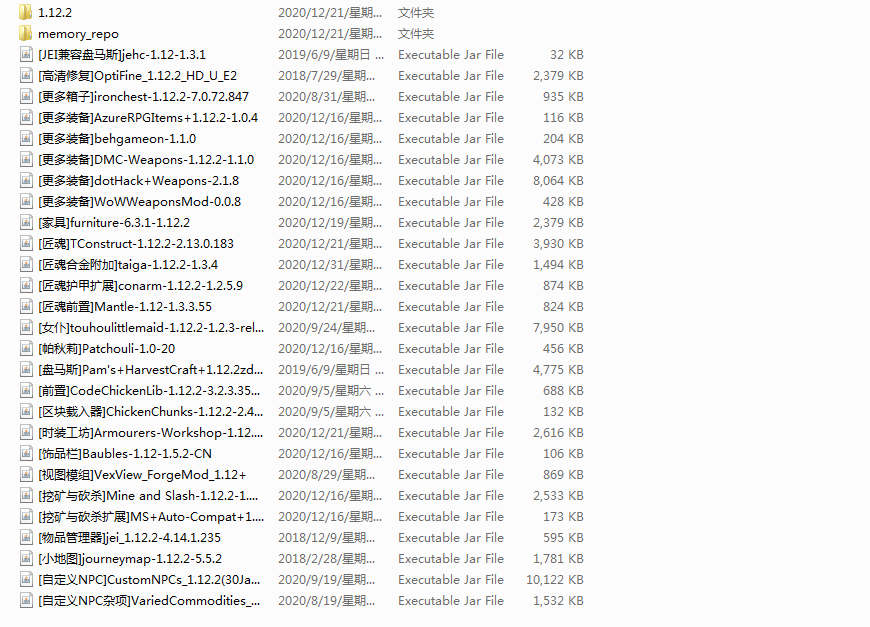 1.12.2 2020/12/21/星期... 文件夹
memory_repo 2020/12/21/星期... 文件夹
[JEI兼容盘马斯]jehc-1.12-1.3.1 2019/6/9/星期日 ... Executable Jar File 32 KB
[高清修复]OptiFine_1.12.2_HD_U_E2 2018/7/29/星期... Executable Jar File 2,379 KB
[更多箱子]ironchest-1.12.2-7.0.72.847 2020/8/31/星期... Executable Jar File 935 KB
[更多装备]AzureRPGItems+1.12.2-1.0.4 2020/12/16/星期... Executable Jar File 116 KB
[更多装备]behgameon-1.1.0 2020/12/16/星期... Executable Jar File 204 KB
[更多装备]DMC-Weapons-1.12.2-1.1.0 2020/12/16/星期... Executable Jar File 4,073 KB
[更多装备]dotHack+Weapons-2.1.8 2020/12/16/星期... Executable Jar File 8,064 KB
[更多装备]WoWWeaponsMod-0.0.8 2020/12/16/星期... Executable Jar File 428 KB
[家具]furniture-6.3.1-1.12.2 2020/12/19/星期... Executable Jar File 2,379 KB
[匠魂]TConstruct-1.12.2-2.13.0.183 2020/12/21/星期... Executable Jar File 3,930 KB
[匠魂合金附加]taiga-1.12.2-1.3.4 2020/12/31/星期... Executable Jar File 1,494 KB
[匠魂护甲扩展]conarm-1.12.2-1.2.5.9 2020/12/22/星期... Executable Jar File 874 KB
[匠魂前置]Mantle-1.12-1.3.3.55 2020/12/21/星期... Executable Jar File 824 KB
[女仆]touhoulittlemaid-1.12.2-1.2.3-rel... 2020/9/24/星期... Executable Jar File 7,950 KB
[帕秋莉]Patchouli-1.0-20 2020/12/16/星期... Executable Jar File 456 KB
[盘马斯]Pam's+HarvestCraft+1.12.2zd... 2019/6/9/星期日 ... Executable Jar File 4,775 KB
[前置]CodeChickenLib-1.12.2-3.2.3.35... 2020/9/5/星期六 ... Executable Jar File 688 KB
[区块载入器]ChickenChunks-1.12.2-2.4... 2020/9/5/星期六 ... Executable Jar File 132 KB
[时装工坊]Armourers-Workshop-1.12.... 2020/12/21/星期... Executable Jar File 2,616 KB
[饰品栏]Baubles-1.12-1.5.2-CN 2020/12/16/星期... Executable Jar File 106 KB
[视图模组]VexView_ForgeMod_1.12+ 2020/8/29/星期... Executable Jar File 869 KB
[挖矿与砍杀]Mine and Slash-1.12.2-1.... 2020/12/16/星期... Executable Jar File 2,533 KB
[挖矿与砍杀扩展]MS+Auto-Compat+1.... 2020/12/16/星期... Executable Jar File 173 KB
[物品管理器]jei_1.12.2-4.14.1.235 2018/12/9/星期... Executable Jar File 595 KB
[小地图]journeymap-1.12.2-5.5.2 2018/2/28/星期... Executable Jar File 1,781 KB
[自定义NPC]CustomNPCs_1.12.2(30Ja... 2020/9/19/星期... Executable Jar File 10,122 KB
[自定义NPC杂项]VariedCommodities_... 2020/8/19/星期... Executable Jar File 1,532 KB